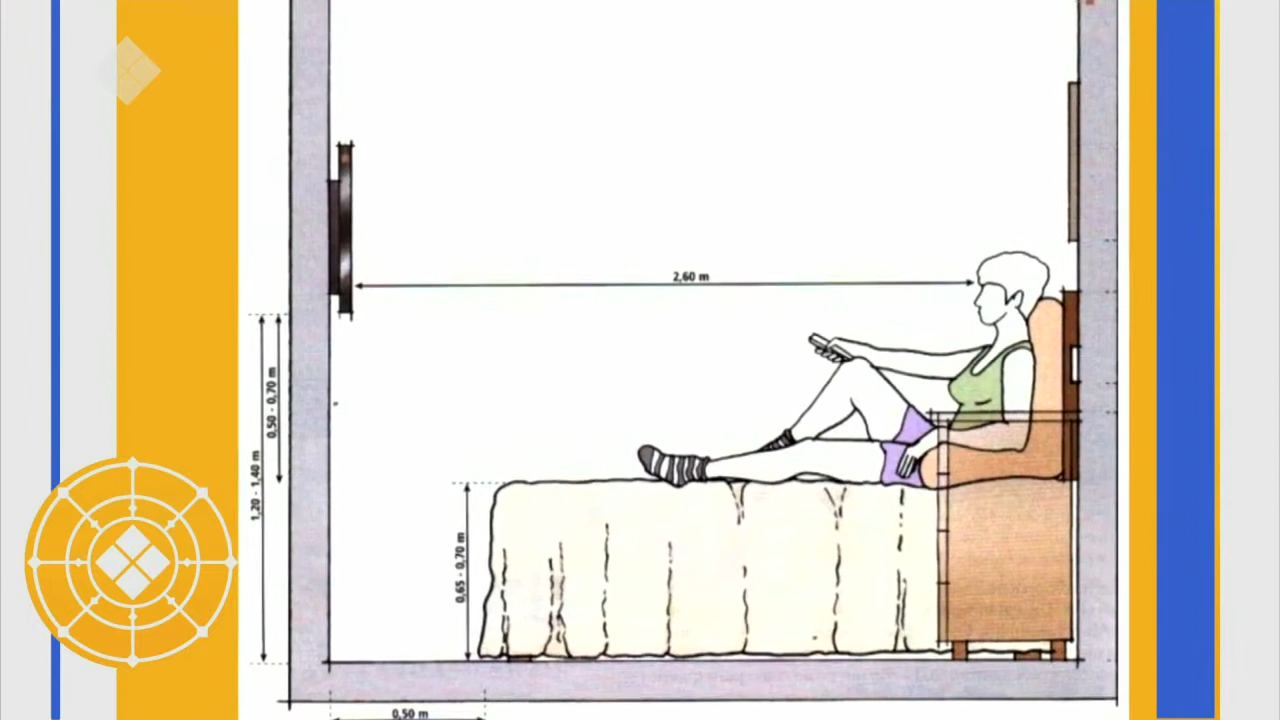 2,60 m
0,50 - 0,70 m
1,20 - 1,40 m
0,65 - 0,70 m
0,50 m